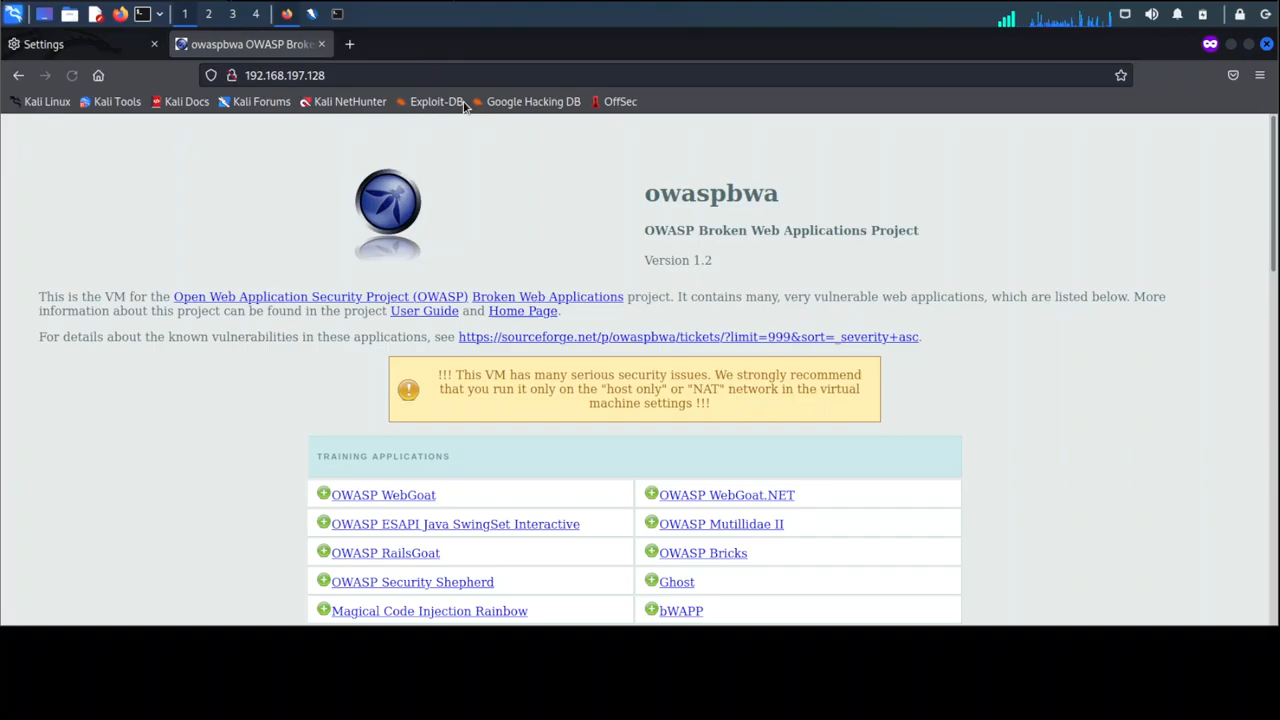 1 2 3 4
Settings
owaspbwa OWASP Broke
192.168.197.128
Kali Linux Kali Tools Kali Docs Kali Forums Kali NetHunter Exploit-DB Google Hacking DB OffSec
owaspbwa
OWASP Broken Web Applications Project
Version 1.2
This is the VM for the Open Web Application Security Project (OWASP) Broken Web Applications project. It contains many, very vulnerable web applications, which are listed below. More
information about this project can be found in the project User Guide and Home Page.
For details about the known vulnerabilities in these applications, see https://sourceforge.net/p/owaspbwa/tickets/?limit=999&sort=_severity+asc.
!!! This VM has many serious security issues. We strongly recommend
that you run it only on the "host only" or "NAT" network in the virtual
machine settings !!!
TRAINING APPLICATIONS
OWASP WebGoat OWASP WebGoat.NET
OWASP ESAPI Java SwingSet Interactive OWASP Mutillidae II
OWASP RailsGoat OWASP Bricks
OWASP Security Shepherd Ghost
Magical Code Injection Rainbow bWAPP